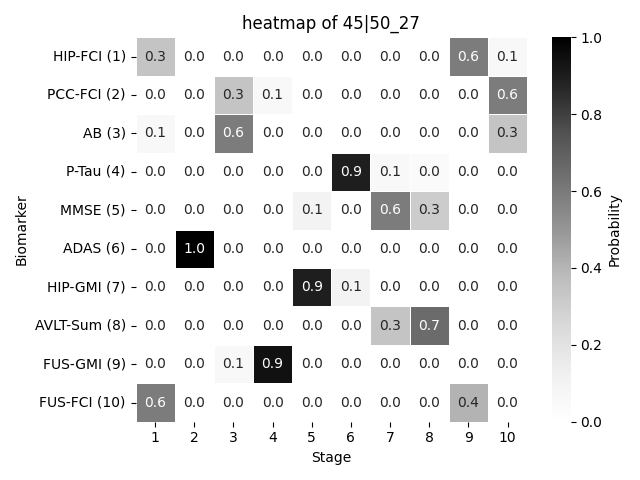 heatmap of 45|50_27
HIP-FCI (1) 0.3 0.0 0.0 0.0 0.0 0.0 0.0 0.0 0.6 0.1
PCC-FCI (2) 0.0 0.0 0.3 0.1 0.0 0.0 0.0 0.0 0.0 0.6
AB (3) 0.1 0.0 0.6 0.0 0.0 0.0 0.0 0.0 0.0 0.3
P-Tau (4) 0.0 0.0 0.0 0.0 0.0 0.9 0.1 0.0 0.0 0.0
MMSE (5) 0.0 0.0 0.0 0.0 0.1 0.0 0.6 0.3 0.0 0.0
ADAS (6) 0.0 1.0 0.0 0.0 0.0 0.0 0.0 0.0 0.0 0.0
HIP-GMI (7) 0.0 0.0 0.0 0.0 0.9 0.1 0.0 0.0 0.0 0.0
AVLT-Sum (8) 0.0 0.0 0.0 0.0 0.0 0.0 0.3 0.7 0.0 0.0
FUS-GMI (9) 0.0 0.0 0.1 0.9 0.0 0.0 0.0 0.0 0.0 0.0
FUS-FCI (10) 0.6 0.0 0.0 0.0 0.0 0.0 0.0 0.0 0.4 0.0
1 2 3 4 5 6 7 8 9 10
Stage
Biomarker
1.0
0.8
0.6
0.4
0.2
0.0
Probability